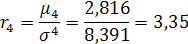 r₄ = μ₄/σ⁴ = 2,816/8,391 = 3,35